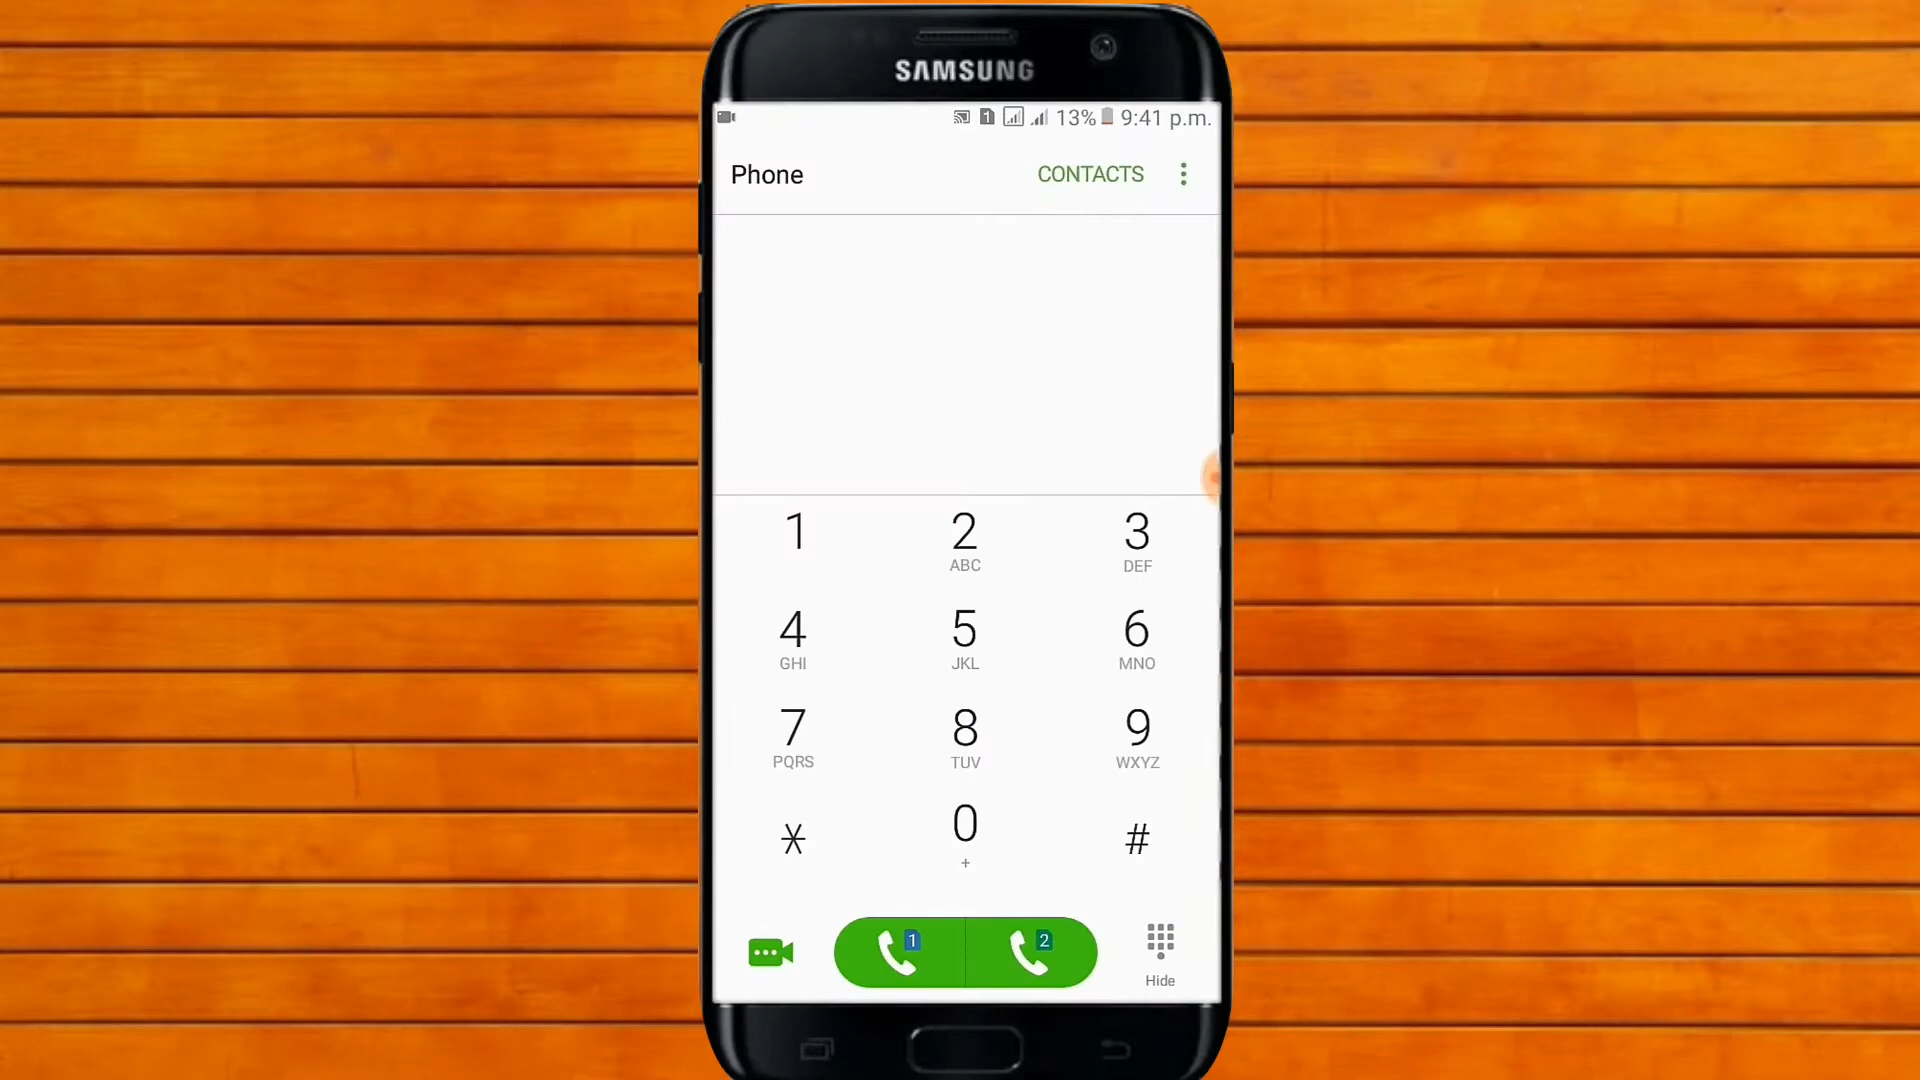 SAMSUNG
1 13% 9:41 p.m.
Phone CONTACTS
1 2 3
ABC DEF
4 5 6
GHI JKL MNO
7 8 9
PQRS TUV WXYZ
* 0 #
+
1 2
Hide